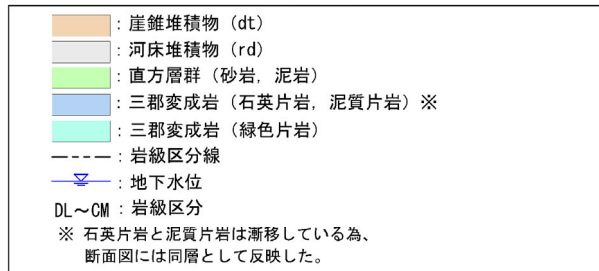 ：崖錐堆積物（dt）
：河床堆積物（rd）
：直方層群（砂岩，泥岩）
：三郡変成岩（石英片岩，泥質片岩）※
：三郡変成岩（緑色片岩）
：岩級区分線
：地下水位
DL～CM：岩級区分
※ 石英片岩と泥質片岩は漸移している為、
断面図には同層として反映した。